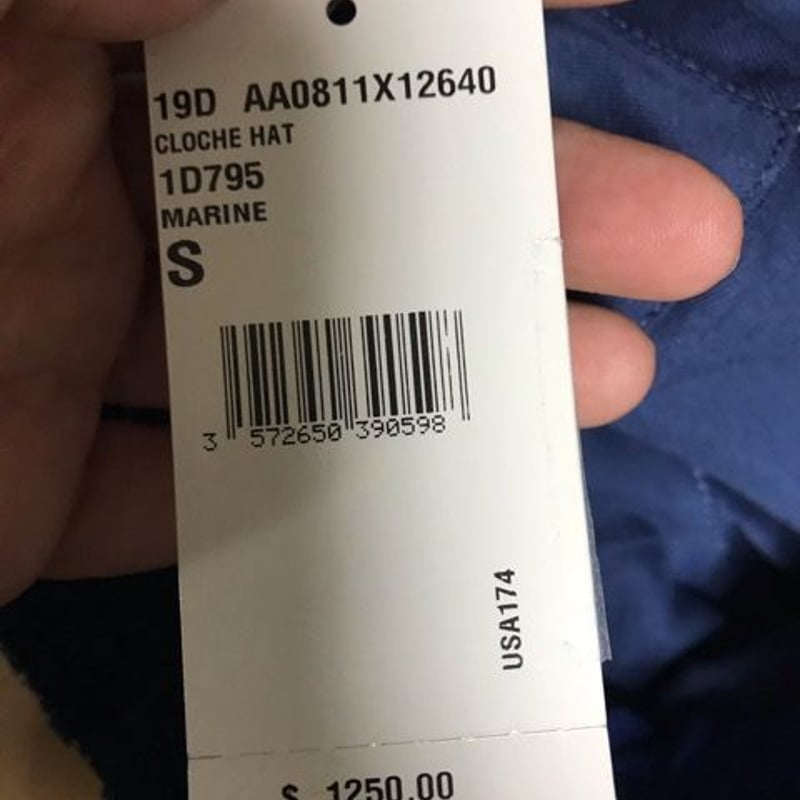 19D AA0811X12640
CLOCHE HAT
1D795
MARINE
S
3 572650 390598
USA174
$ 1250.00